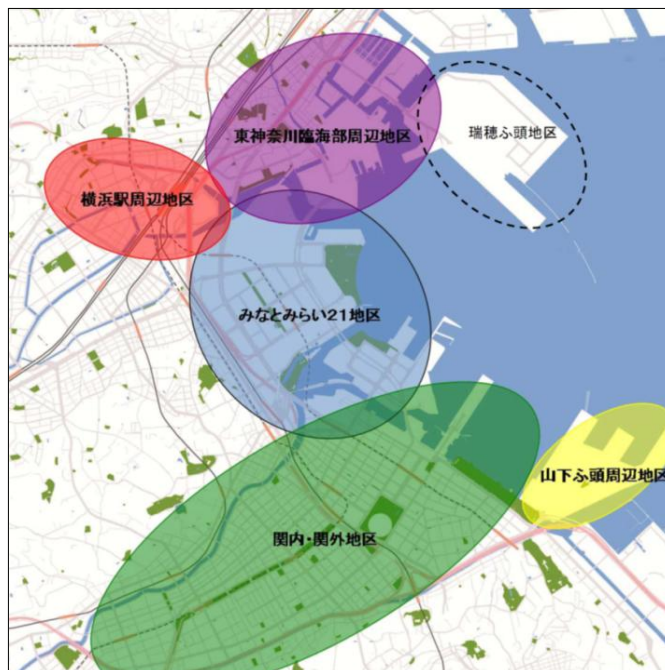 東神奈川臨海部周辺地区
瑞穂ふ頭地区
横浜駅周辺地区
みなとみらい21地区
山下ふ頭周辺地区
関内・関外地区